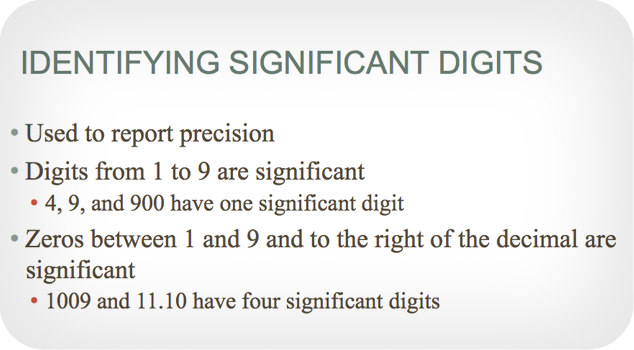 IDENTIFYING SIGNIFICANT DIGITS
• Used to report precision
• Digits from 1 to 9 are significant
• 4, 9, and 900 have one significant digit
• Zeros between 1 and 9 and to the right of the decimal are
significant
• 1009 and 11.10 have four significant digits